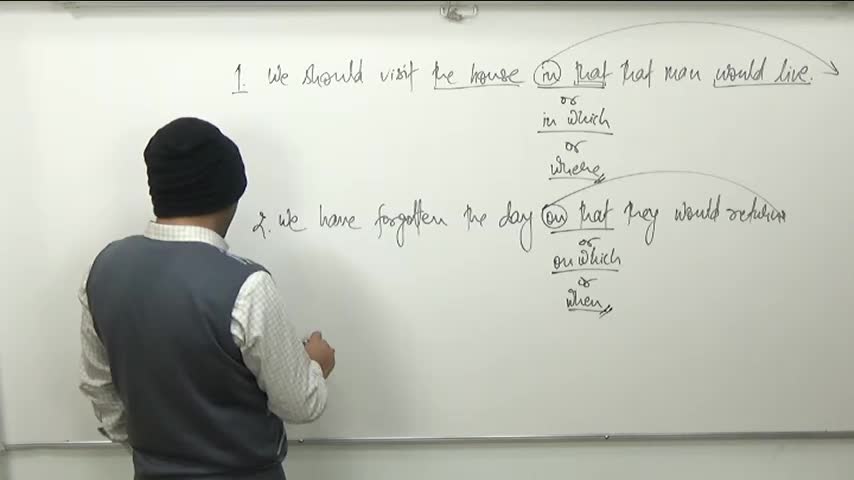 1. We should visit the house in that that man would live.
or
in which
or
where
2. We have forgotten the day on that they would return
or
on which
or
when